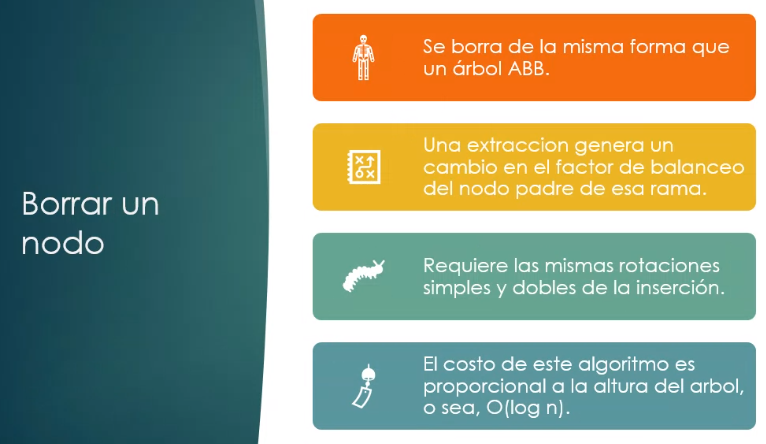 Borrar un
nodo
Se borra de la misma forma que
un árbol ABB.
Una extraccion genera un
cambio en el factor de balanceo
del nodo padre de esa rama.
Requiere las mismas rotaciones
simples y dobles de la inserción.
El costo de este algoritmo es
proporcional a la altura del arbol,
o sea, O(log n).